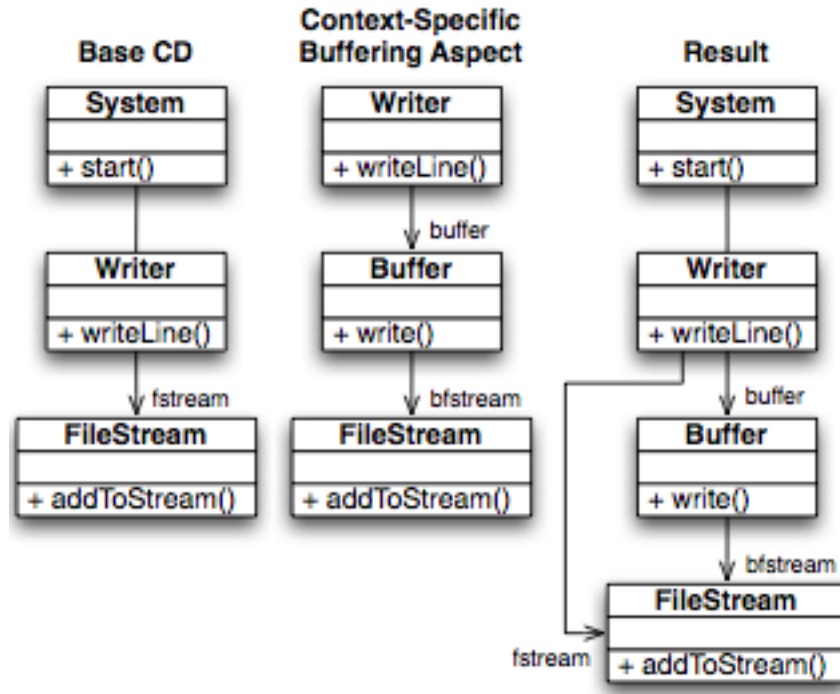 Base CD
System
+ start()
Writer
+ writeLine()
fstream
FileStream
+ addToStream()
Context-Specific
Buffering Aspect
Writer
+ writeLine()
buffer
Buffer
+ write()
bfstream
FileStream
+ addToStream()
Result
System
+ start()
Writer
+ writeLine()
buffer
Buffer
+ write()
bfstream
FileStream
fstream
+ addToStream()